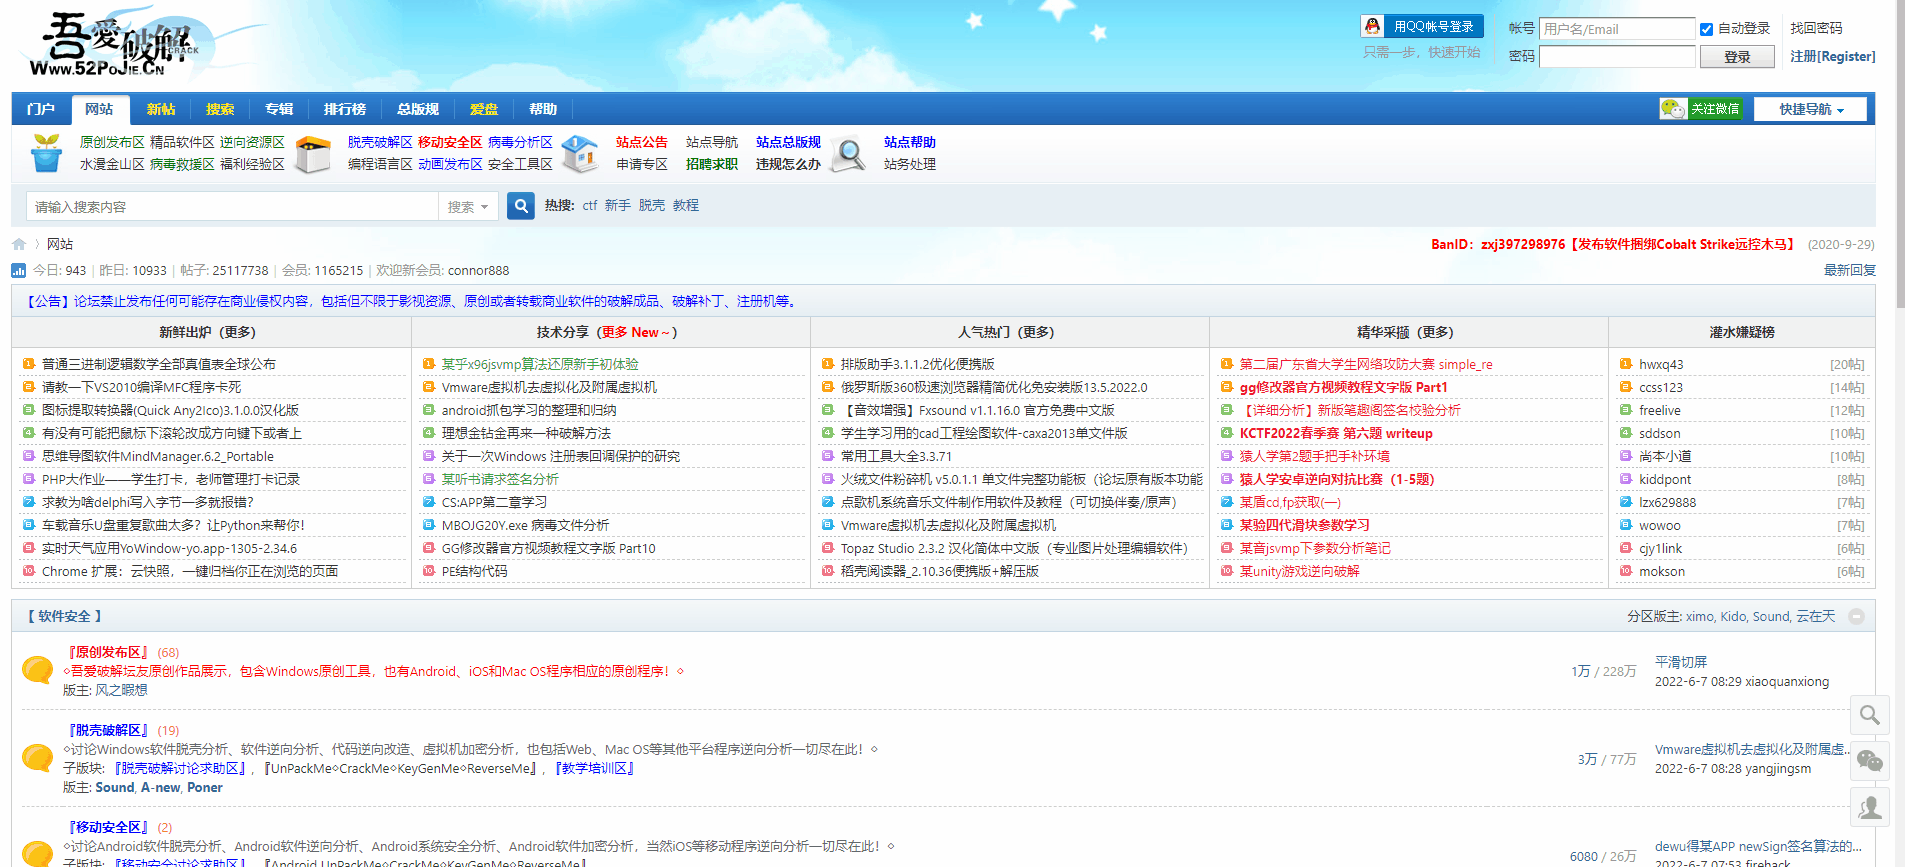 吾爱破解
CRACK
Www.52PoJie.Cn
用QQ帐号登录
只需一步，快速开始
帐号 用户名/Email 自动登录 找回密码
密码 登录 注册[Register]
门户 网站 新帖 搜索 专辑 排行榜 总版规 爱盘 帮助 关注微信 快捷导航
原创发布区 精品软件区 逆向资源区 脱壳破解区 移动安全区 病毒分析区 站点公告 站点导航 站点总版规 站点帮助
水漫金山区 病毒救援区 福利经验区 编程语言区 动画发布区 安全工具区 申请专区 招聘求职 违规怎么办 站务处理
请输入搜索内容 搜索 热搜: ctf 新手 脱壳 教程
网站 BanID：zxj397298976【发布软件捆绑Cobalt Strike远控木马】 (2020-9-29)
今日: 943 | 昨日: 10933 | 帖子: 25117738 | 会员: 1165215 | 欢迎新会员: connor888 最新回复
【公告】论坛禁止发布任何可能存在商业侵权内容，包括但不限于影视资源、原创或者转载商业软件的破解成品、破解补丁、注册机等。
新鲜出炉（更多） 技术分享（更多 New～） 人气热门（更多） 精华采撷（更多） 灌水嫌疑榜
1 普通三进制逻辑数学全部真值表全球公布 1 某乎x96jsvmp算法还原新手初体验 1 排版助手3.1.1.2优化便携版 1 第二届广东省大学生网络攻防大赛 simple_re 1 hwxq43 [20帖]
2 请教一下VS2010编译MFC程序卡死 2 Vmware虚拟机去虚拟化及附属虚拟机 2 俄罗斯版360极速浏览器精简优化免安装版13.5.2022.0 2 gg修改器官方视频教程文字版 Part1 2 ccss123 [14帖]
3 图标提取转换器(Quick Any2Ico)3.1.0.0汉化版 3 android抓包学习的整理和归纳 3 【音效增强】Fxsound v1.1.16.0 官方免费中文版 3 【详细分析】新版笔趣阁签名校验分析 3 freelive [12帖]
4 有没有可能把鼠标下滚轮改成方向键下或者上 4 理想金钻金再来一种破解方法 4 学生学习用的cad工程绘图软件-caxa2013单文件版 4 KCTF2022春季赛 第六题 writeup 4 sddson [10帖]
5 思维导图软件MindManager.6.2_Portable 5 关于一次Windows 注册表回调保护的研究 5 常用工具大全3.3.71 5 猿人学第2题手把手补环境 5 尚本小道 [10帖]
6 PHP大作业——学生打卡，老师管理打卡记录 6 某听书请求签名分析 6 火绒文件粉碎机 v5.0.1.1 单文件完整功能板（论坛原有版本功能 6 猿人学安卓逆向对抗比赛（1-5题） 6 kiddpont [8帖]
7 求教为啥delphi写入字节一多就报错？ 7 CS:APP第二章学习 7 点歌机系统音乐文件制作用软件及教程（可切换伴奏/原声） 7 某盾cd,fp获取(一) 7 lzx629888 [7帖]
8 车载音乐U盘重复歌曲太多？让Python来帮你！ 8 MBOJG20Y.exe 病毒文件分析 8 Vmware虚拟机去虚拟化及附属虚拟机 8 某验四代滑块参数学习 8 wowoo [7帖]
9 实时天气应用YoWindow-yo.app-1305-2.34.6 9 GG修改器官方视频教程文字版 Part10 9 Topaz Studio 2.3.2 汉化简体中文版（专业图片处理编辑软件） 9 某音jsvmp下参数分析笔记 9 cjy1link [6帖]
10 Chrome 扩展：云快照，一键归档你正在浏览的页面 10 PE结构代码 10 稻壳阅读器_2.10.36便携版+解压版 10 某unity游戏逆向破解 10 mokson [6帖]
【 软件安全 】 分区版主: ximo, Kido, Sound, 云在天
『原创发布区』 (68)
◇吾爱破解坛友原创作品展示，包含Windows原创工具，也有Android、iOS和Mac OS程序相应的原创程序！◇
版主: 风之暇想
1万 / 228万
平滑切屏
2022-6-7 08:29 xiaoquanxiong
『脱壳破解区』 (19)
◇讨论Windows软件脱壳分析、软件逆向分析、代码逆向改造、虚拟机加密分析，也包括Web、Mac OS等其他平台程序逆向分析一切尽在此！◇
子版块: 『脱壳破解讨论求助区』, 『UnPackMe◇CrackMe◇KeyGenMe◇ReverseMe』, 『教学培训区』
版主: Sound, A-new, Poner
3万 / 77万
Vmware虚拟机去虚拟化及附属虚...
2022-6-7 08:28 yangjingsm
『移动安全区』 (2)
◇讨论Android软件脱壳分析、Android软件逆向分析、Android系统安全分析、Android软件加密分析，当然iOS等移动程序逆向分析一切尽在此！◇
子版块: 『移动安全讨论求助区』, 『Android UnPackMe◇CrackMe◇KeyGenMe◇ReverseMe』
6080 / 26万
dewu得某APP newSign签名算法的...
2022-6-7 07:53 firehack